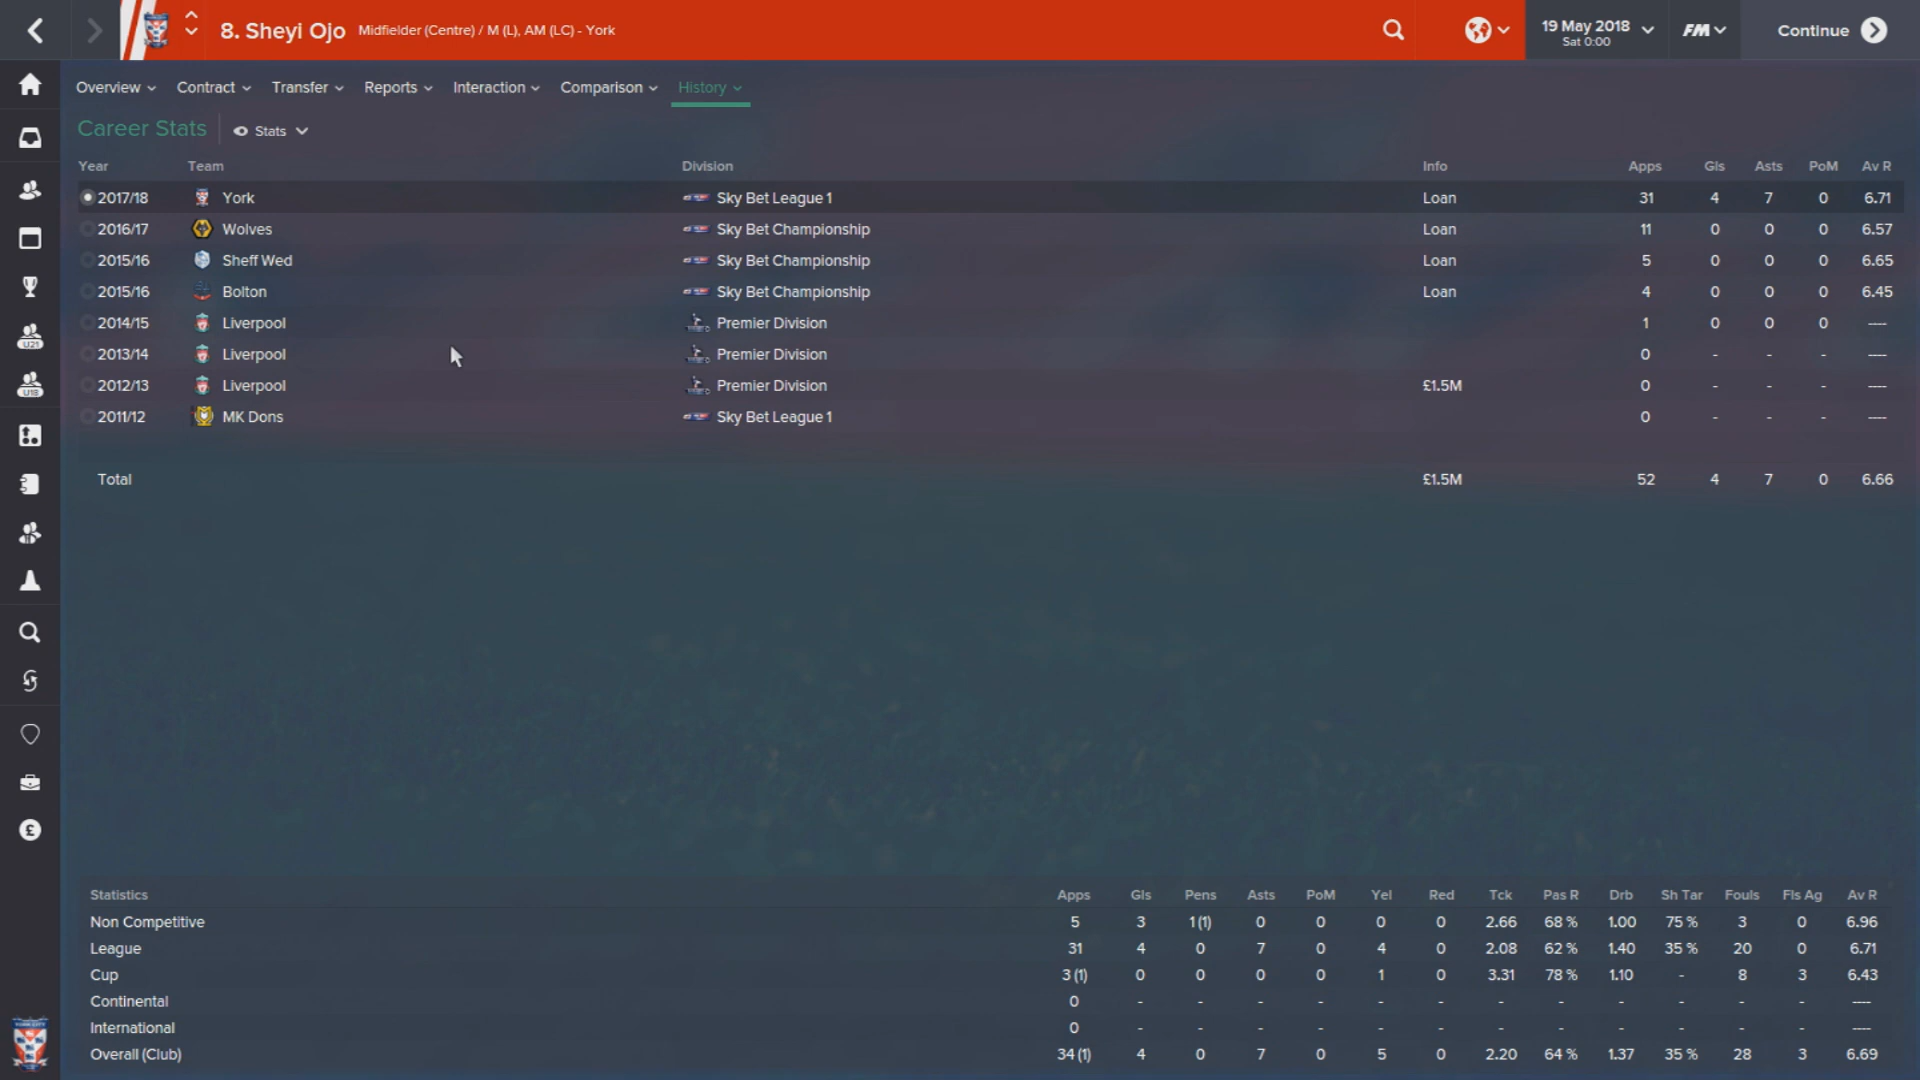 8. Sheyi Ojo Midfielder (Centre) / M (L), AM (LC) - York 19 May 2018 Sat 0:00 FM Continue
Overview Contract Transfer Reports Interaction Comparison History
Career Stats Stats
Year Team Division Info Apps Gls Asts PoM Av R
2017/18 York Sky Bet League 1 Loan 31 4 7 0 6.71
2016/17 Wolves Sky Bet Championship Loan 11 0 0 0 6.57
2015/16 Sheff Wed Sky Bet Championship Loan 5 0 0 0 6.65
2015/16 Bolton Sky Bet Championship Loan 4 0 0 0 6.45
2014/15 Liverpool Premier Division 1 0 0 0 ----
2013/14 Liverpool Premier Division 0 - - - ----
2012/13 Liverpool Premier Division £1.5M 0 - - - ----
2011/12 MK Dons Sky Bet League 1 0 - - - ----
Total £1.5M 52 4 7 0 6.66
U21
U18
Statistics Apps Gls Pens Asts PoM Yel Red Tck Pas R Drb Sh Tar Fouls Fls Ag Av R
Non Competitive 5 3 1 (1) 0 0 0 0 2.66 68 % 1.00 75 % 3 0 6.96
League 31 4 0 7 0 4 0 2.08 62 % 1.40 35 % 20 0 6.71
Cup 3 (1) 0 0 0 0 1 0 3.31 78 % 1.10 - 8 3 6.43
Continental 0 - - - - - - - - - - - - ----
International 0 - - - - - - - - - - - - ----
Overall (Club) 34 (1) 4 0 7 0 5 0 2.20 64 % 1.37 35 % 28 3 6.69